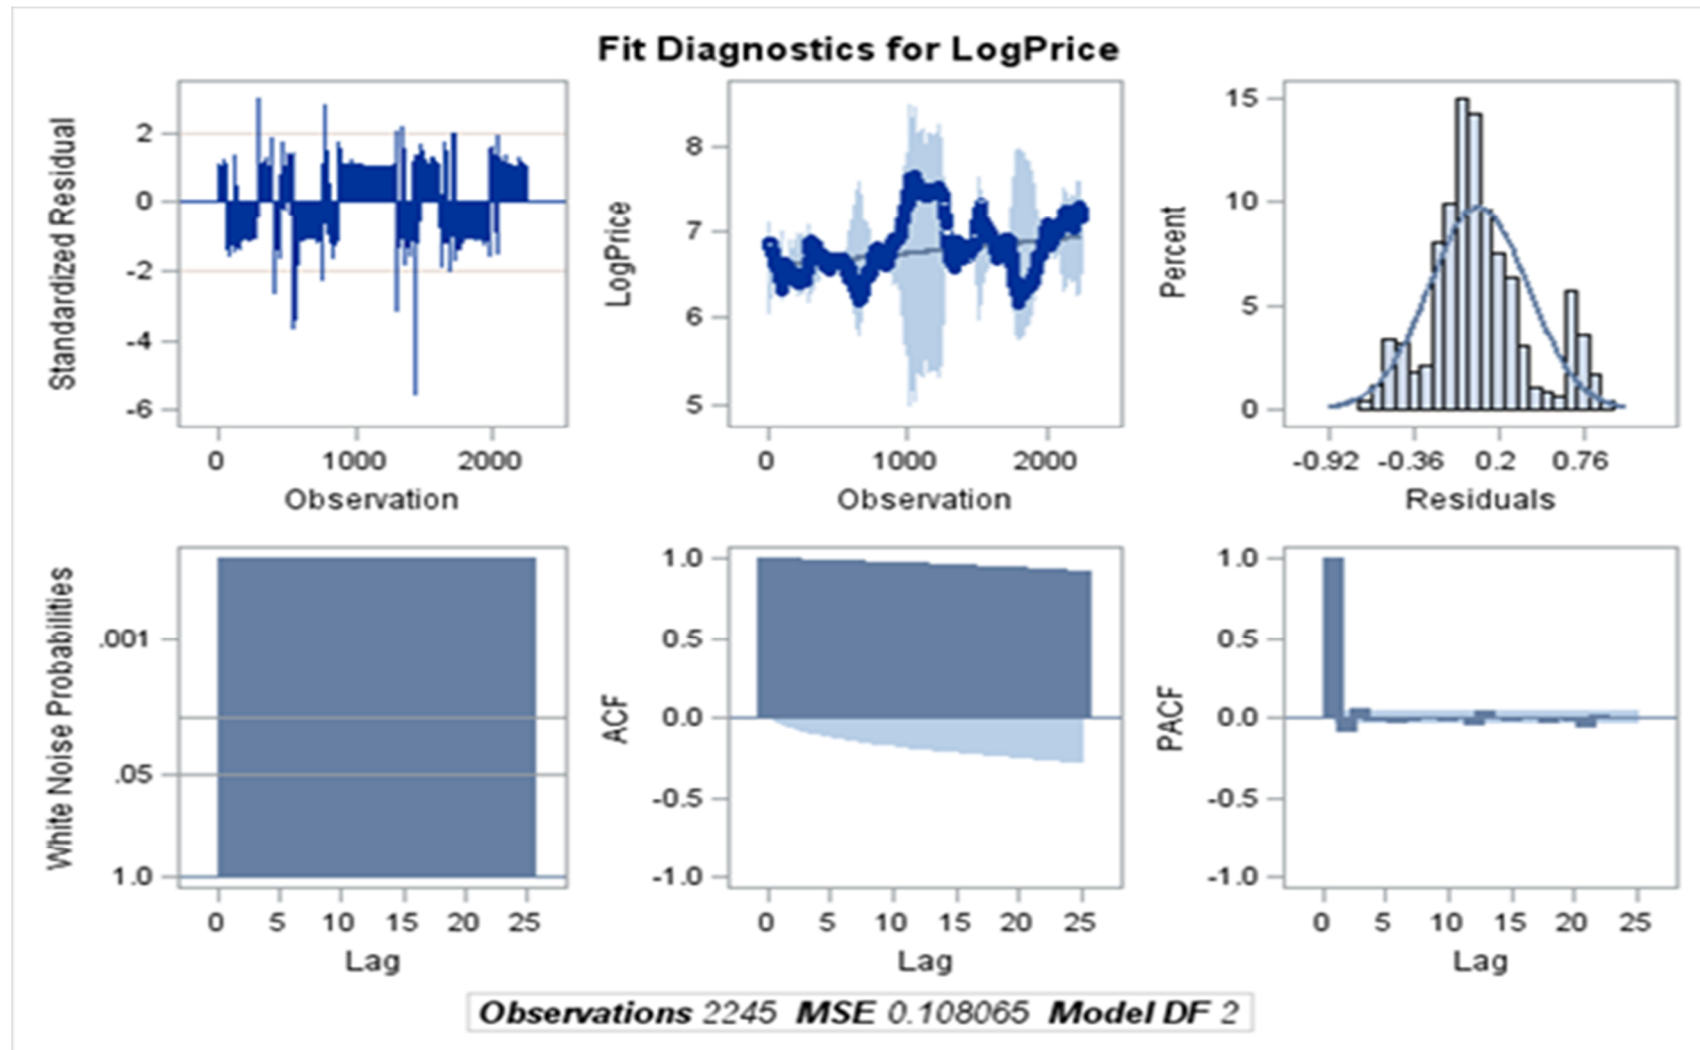 Fit Diagnostics for LogPrice
Standardized Residual
2
0
-2
-4
-6
0 1000 2000
Observation
LogPrice
8
7
6
5
0 1000 2000
Observation
Percent
15
10
5
0
-0.92 -0.36 0.2 0.76
Residuals
White Noise Probabilities
.001
.05
1.0
0 5 10 15 20 25
Lag
ACF
1.0
0.5
0.0
-0.5
-1.0
0 5 10 15 20 25
Lag
PACF
1.0
0.5
0.0
-0.5
-1.0
0 5 10 15 20 25
Lag
Observations 2245 MSE 0.108065 Model DF 2